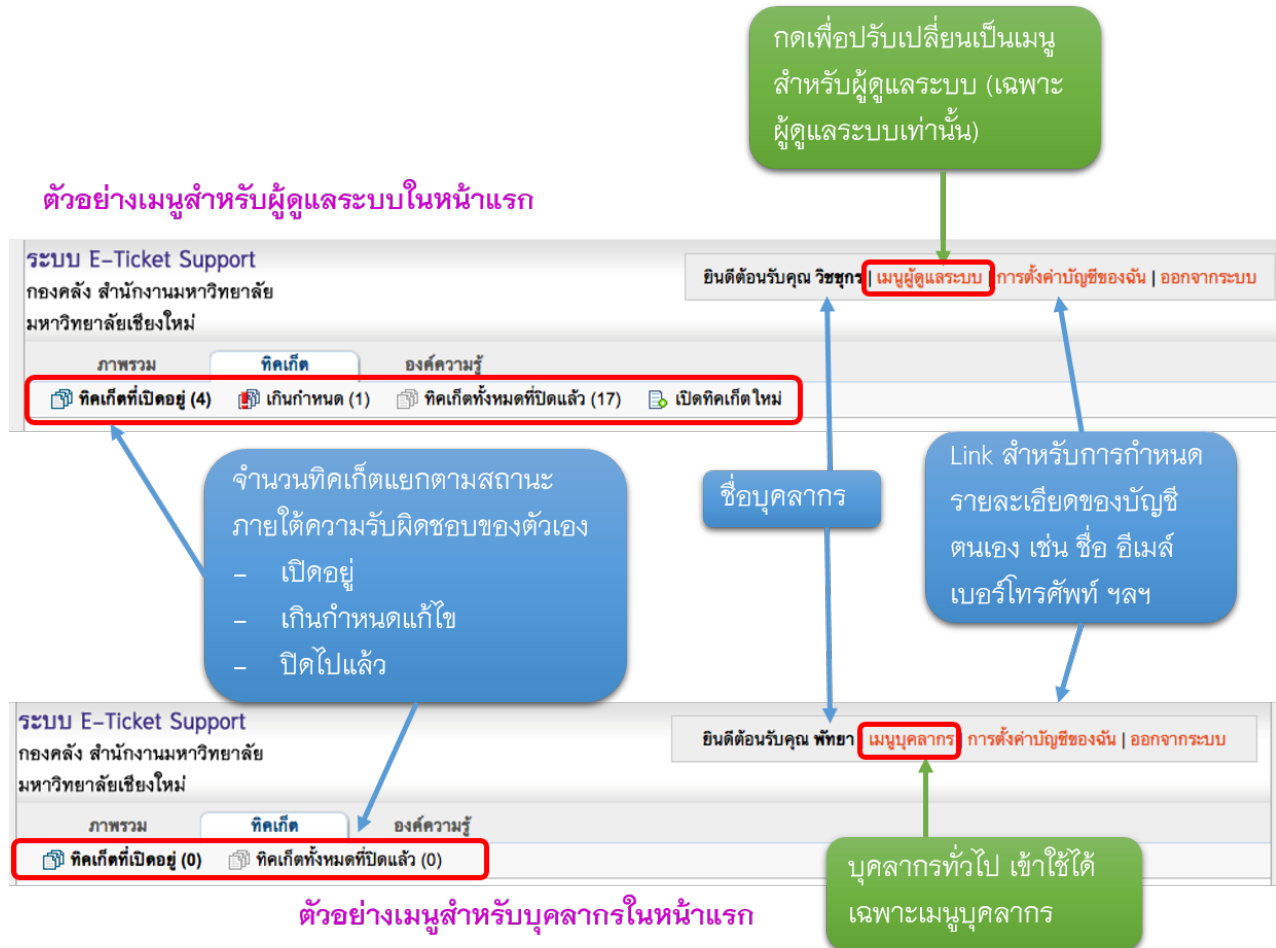 กดเพื่อปรับเปลี่ยนเป็นเมนู
สำหรับผู้ดูแลระบบ (เฉพาะ
ผู้ดูแลระบบเท่านั้น)
ตัวอย่างเมนูสำหรับผู้ดูแลระบบในหน้าแรก
ระบบ E-Ticket Support
กองคลัง สำนักงานมหาวิทยาลัย
มหาวิทยาลัยเชียงใหม่
ยินดีต้อนรับคุณ วิชชุกร | เมนูผู้ดูแลระบบ | การตั้งค่าบัญชีของฉัน | ออกจากระบบ
ภาพรวม ทิคเก็ต องค์ความรู้
ทิคเก็ตที่เปิดอยู่ (4) เกินกำหนด (1) ทิคเก็ตทั้งหมดที่ปิดแล้ว (17) เปิดทิคเก็ตใหม่
จำนวนทิคเก็ตแยกตามสถานะ
ภายใต้ความรับผิดชอบของตัวเอง
– เปิดอยู่
– เกินกำหนดแก้ไข
– ปิดไปแล้ว
ชื่อบุคลากร
Link สำหรับการกำหนด
รายละเอียดของบัญชี
ตนเอง เช่น ชื่อ อีเมล์
เบอร์โทรศัพท์ ฯลฯ
ระบบ E-Ticket Support
กองคลัง สำนักงานมหาวิทยาลัย
มหาวิทยาลัยเชียงใหม่
ยินดีต้อนรับคุณ พัทยา | เมนูบุคลากร | การตั้งค่าบัญชีของฉัน | ออกจากระบบ
ภาพรวม ทิคเก็ต องค์ความรู้
ทิคเก็ตที่เปิดอยู่ (0) ทิคเก็ตทั้งหมดที่ปิดแล้ว (0)
บุคลากรทั่วไป เข้าใช้ได้
เฉพาะเมนูบุคลากร
ตัวอย่างเมนูสำหรับบุคลากรในหน้าแรก